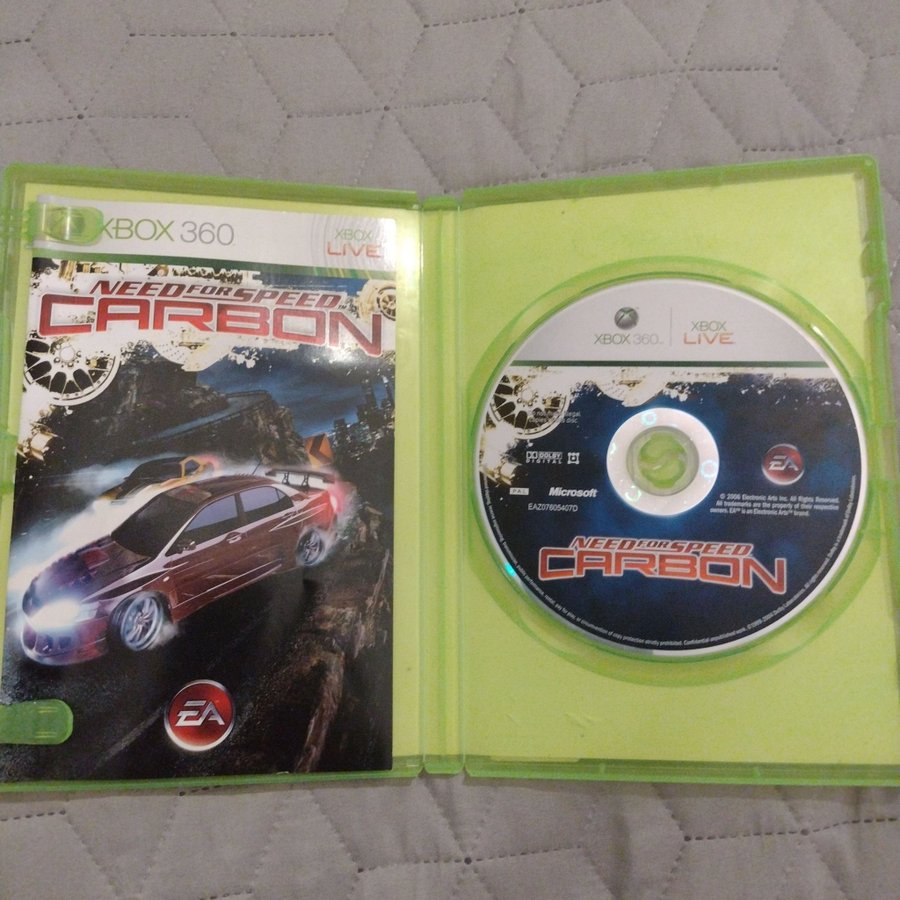 XBOX 360
XBOX
LIVE
NEED FOR SPEED
CARBON
EA
XBOX 360
XBOX
LIVE
DOLBY
DIGITAL
PAL
Microsoft
EAZ07605407D
EA
© 2006 Electronic Arts Inc. All Rights Reserved.
All trademarks are the property of their respective
owners. EA™ is an Electronic Arts™ brand.
NEED FOR SPEED
CARBON